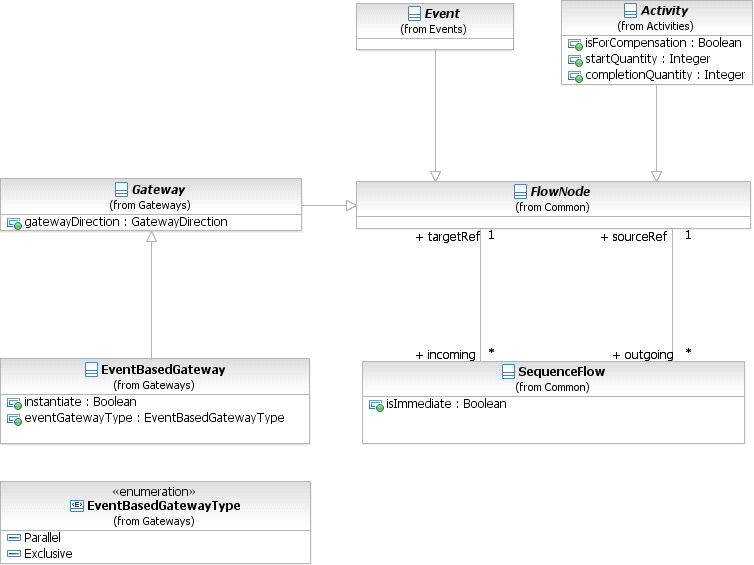 Event
(from Events)
Activity
(from Activities)
isForCompensation : Boolean
startQuantity : Integer
completionQuantity : Integer
Gateway
(from Gateways)
gatewayDirection : GatewayDirection
FlowNode
(from Common)
+ targetRef 1
+ sourceRef 1
+ incoming *
+ outgoing *
EventBasedGateway
(from Gateways)
instantiate : Boolean
eventGatewayType : EventBasedGatewayType
SequenceFlow
(from Common)
isImmediate : Boolean
«enumeration»
EventBasedGatewayType
(from Gateways)
Parallel
Exclusive